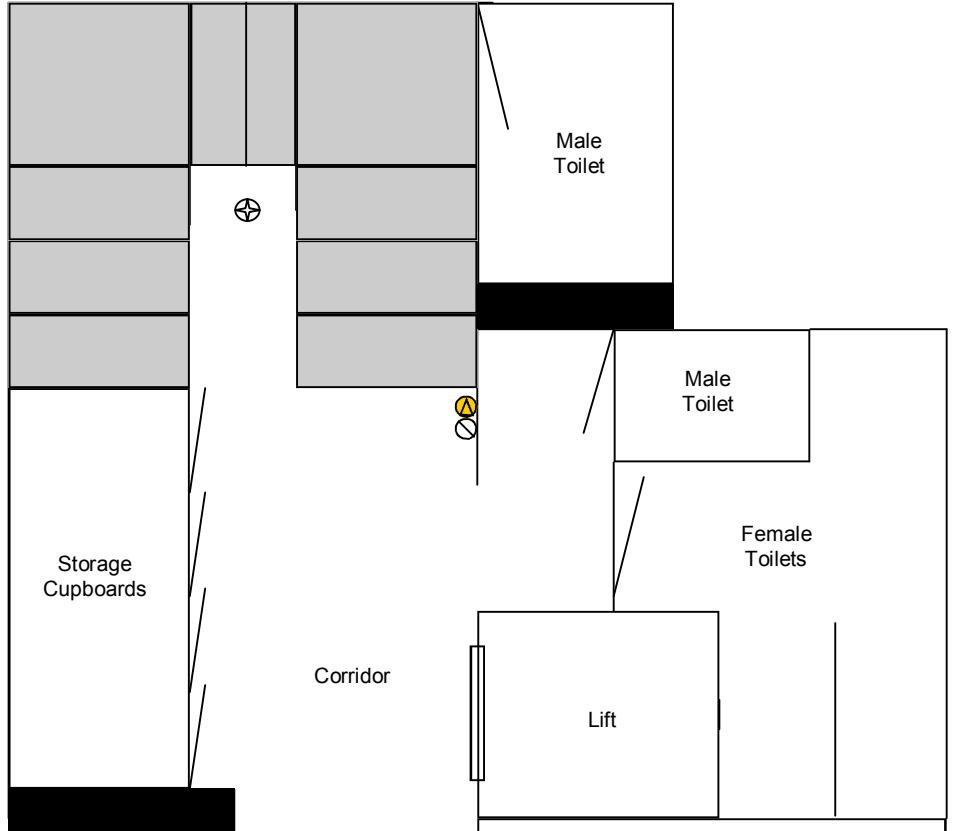 Male
Toilet
Male
Toilet
Female
Toilets
Storage
Cupboards
Corridor
Lift